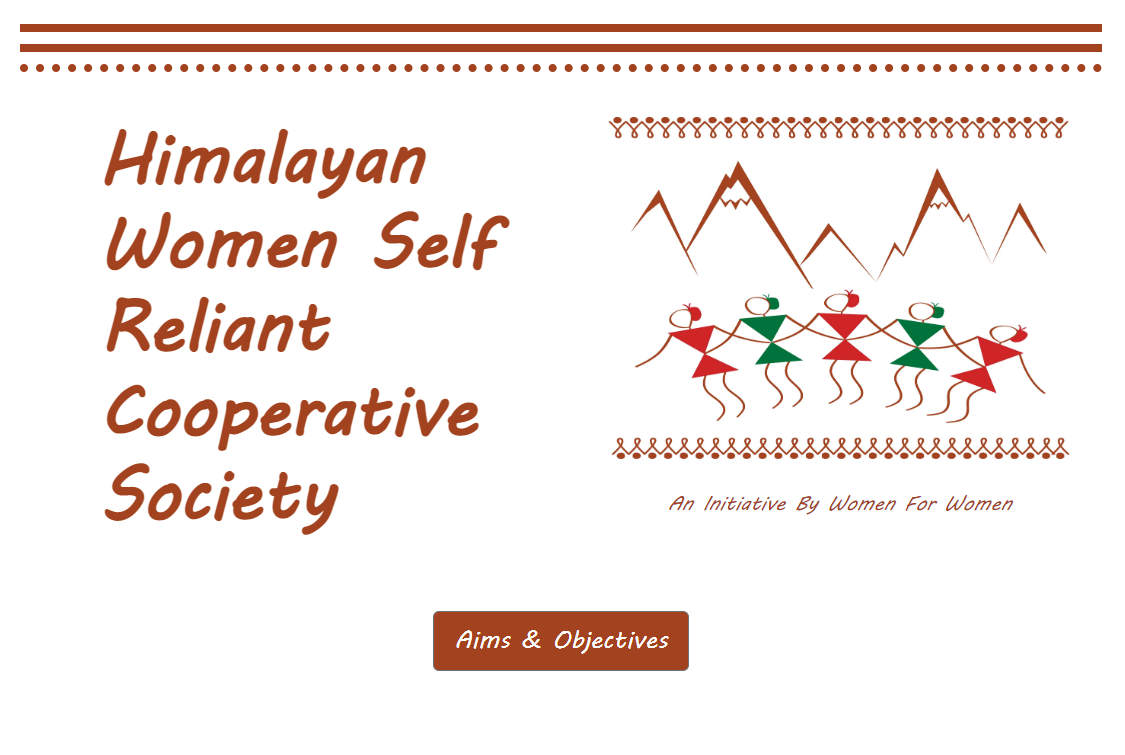 Himalayan
Women Self
Reliant
Cooperative
Society
An Initiative By Women For Women
Aims & Objectives